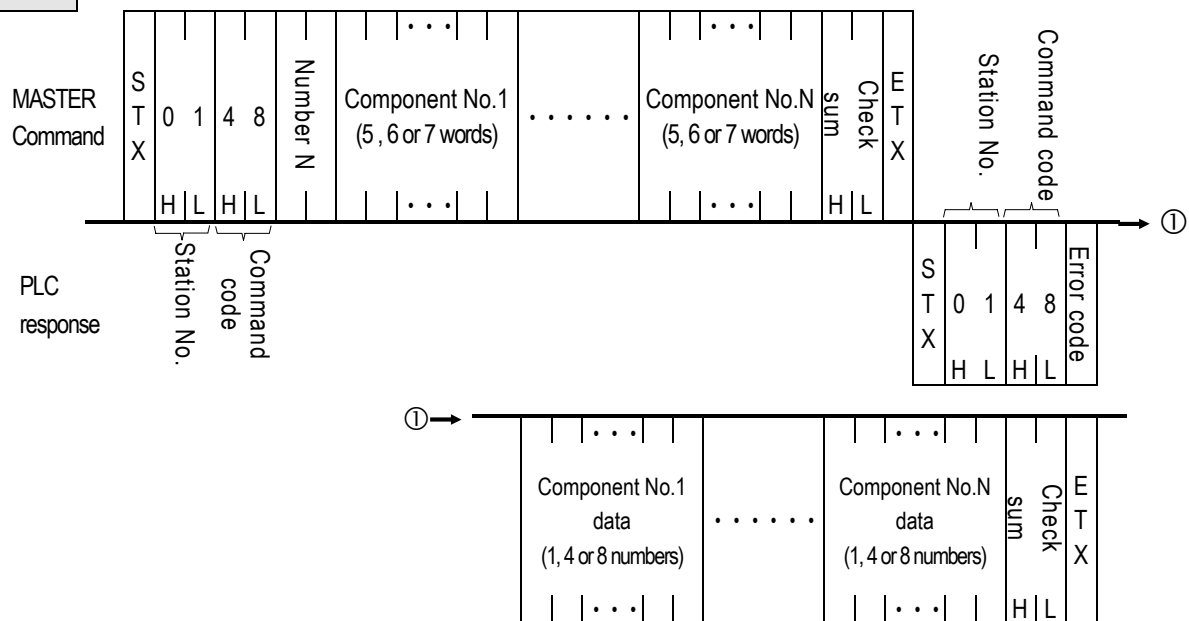 MASTER
Command
S
T
X
0 1
H L
4 8
H L
Number N
• • •
Component No.1
(5 , 6 or 7 words)
• • •
• • • • • •
• • •
Component No.N
(5, 6 or 7 words)
• • •
Check
sum
H L
E
T
X
Station No.
Command
code
Station No.
Command code
①
PLC
response
S
T
X
0 1
H L
4 8
H L
Error code
①
• • •
Component No.1
data
(1, 4 or 8 numbers)
• • •
• • • • • •
• • •
Component No.N
data
(1, 4 or 8 numbers)
• • •
Check
sum
H L
E
T
X